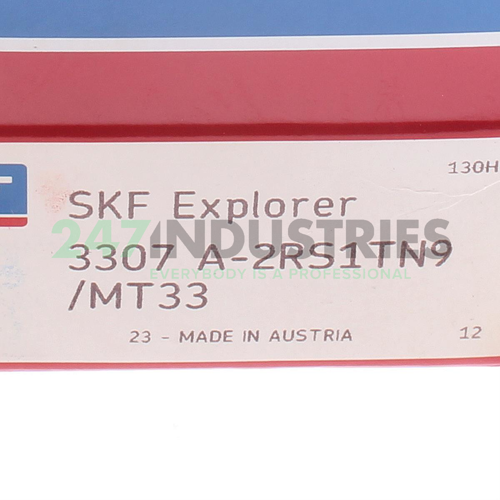 130H
SKF Explorer
247INDUSTRIES
3307 A-2RS1TN9
EVERYBODY IS A PROFESSIONAL
/MT33
23 - MADE IN AUSTRIA 12